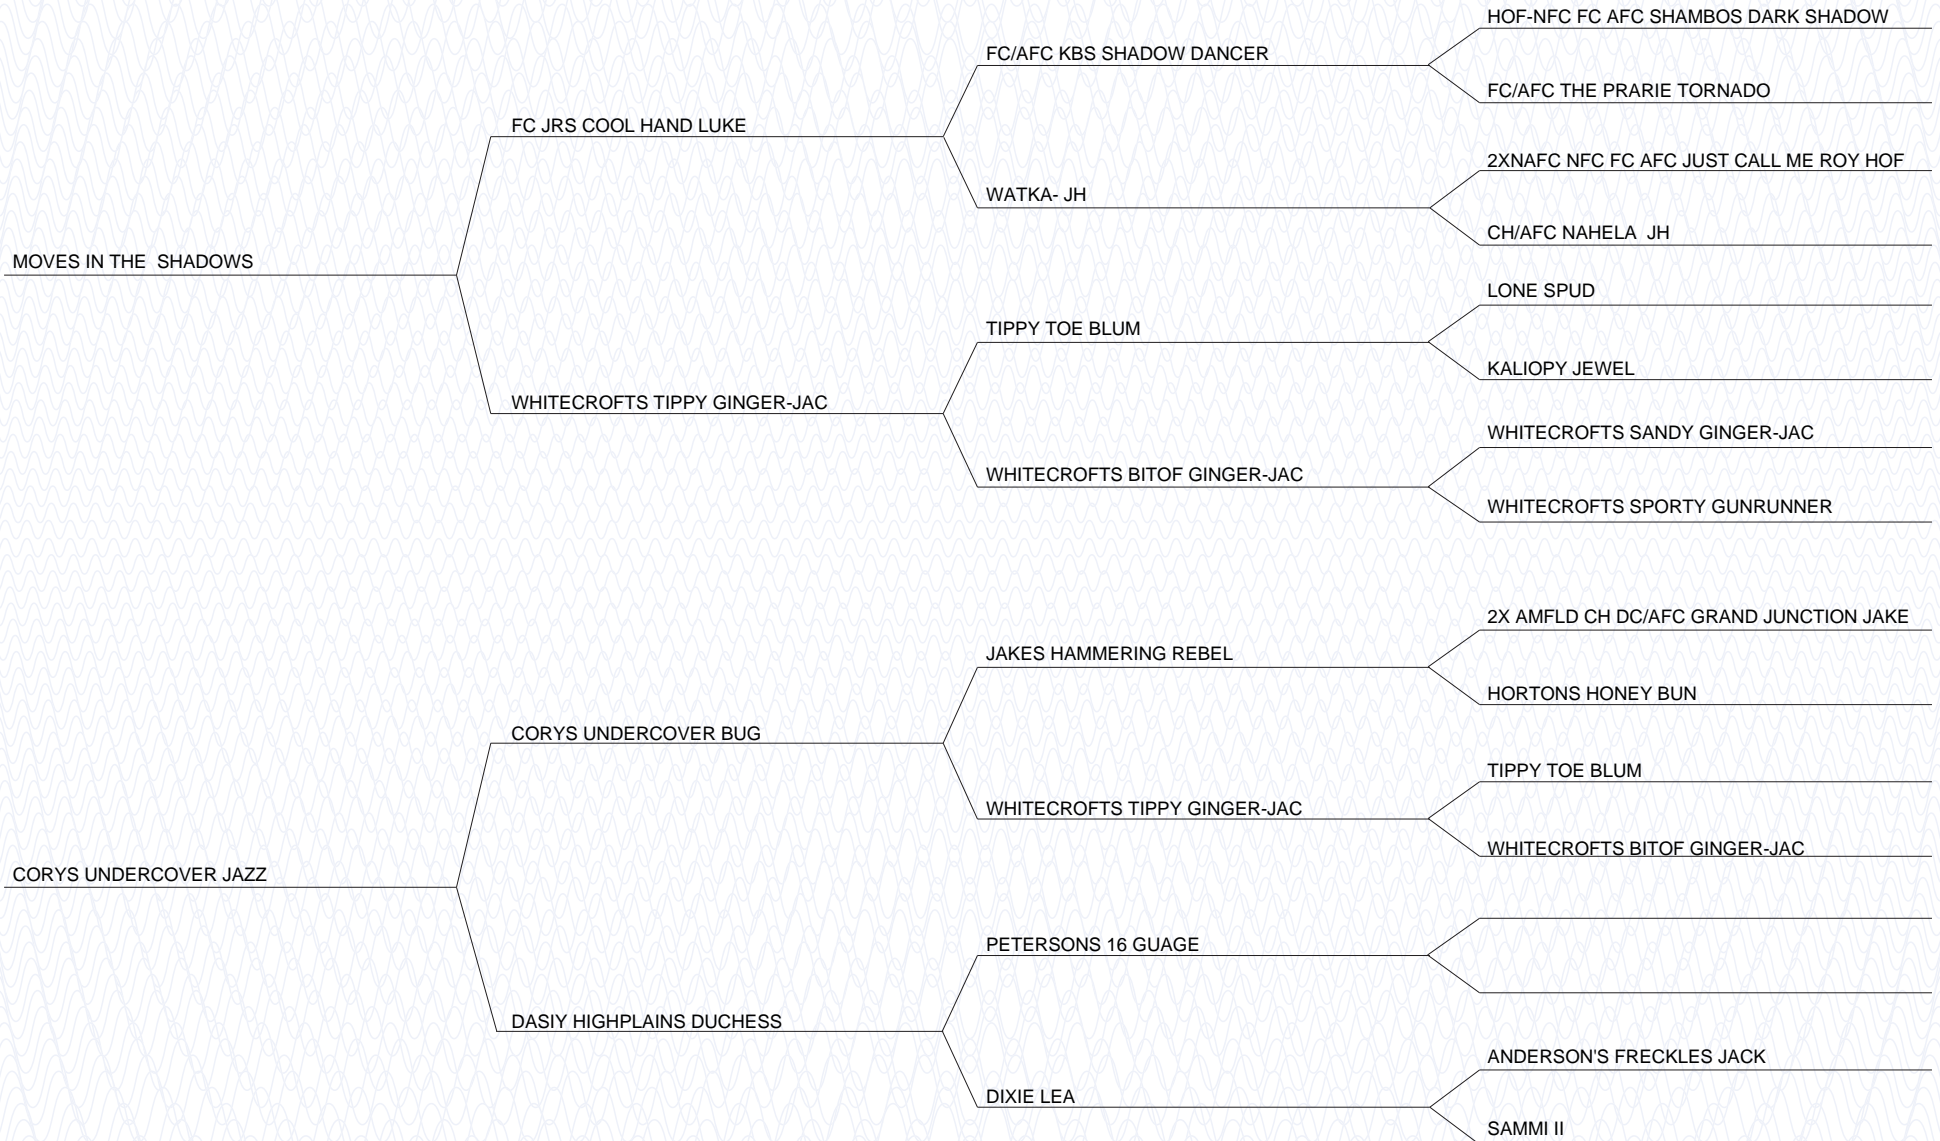 HOF-NFC FC AFC SHAMBOS DARK SHADOW
FC/AFC KBS SHADOW DANCER
FC/AFC THE PRARIE TORNADO
FC JRS COOL HAND LUKE
2XNAFC NFC FC AFC JUST CALL ME ROY HOF
WATKA- JH
CH/AFC NAHELA  JH
MOVES IN THE  SHADOWS
LONE SPUD
TIPPY TOE BLUM
KALIOPY JEWEL
WHITECROFTS TIPPY GINGER-JAC
WHITECROFTS SANDY GINGER-JAC
WHITECROFTS BITOF GINGER-JAC
WHITECROFTS SPORTY GUNRUNNER
2X AMFLD CH DC/AFC GRAND JUNCTION JAKE
JAKES HAMMERING REBEL
HORTONS HONEY BUN
CORYS UNDERCOVER BUG
TIPPY TOE BLUM
WHITECROFTS TIPPY GINGER-JAC
WHITECROFTS BITOF GINGER-JAC
CORYS UNDERCOVER JAZZ
PETERSONS 16 GUAGE
DASIY HIGHPLAINS DUCHESS
ANDERSON'S FRECKLES JACK
DIXIE LEA
SAMMI II